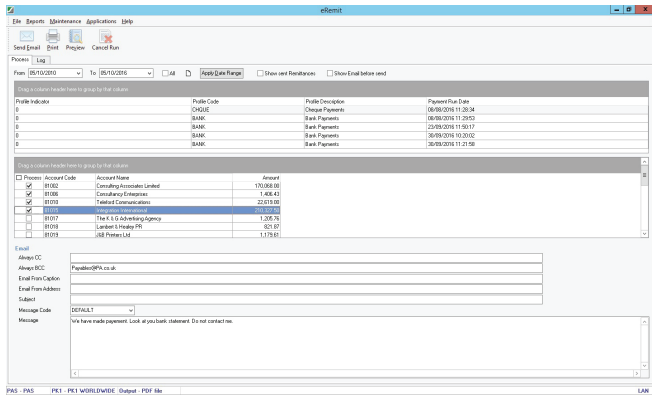 eRemit
File Reports Maintenance Applications Help
Send Email Print Preview Cancel Run
Process Log
From 05/10/2010 To 05/10/2016 All Apply Date Range Show sent Remittances Show Email before send
Drag a column header here to group by that column
Profile Indicator Profile Code Profile Description Payment Run Date
0 CHQUE Cheque Payments 08/08/2016 11:28:34
0 BANK Bank Payments 08/08/2016 11:29:53
0 BANK Bank Payments 23/09/2016 11:50:17
0 BANK Bank Payments 30/09/2016 10:20:02
0 BANK Bank Payments 30/09/2016 11:21:58
Drag a column header here to group by that column
Process Account Code Account Name Amount
81002 Consulting Associates Limited 170,068.00
81006 Consultancy Enterprises 1,406.43
81010 Teleford Communications 22,619.00
81015 Integration International
81017 The K & G Advertising Agency 1,205.76
81018 Lambert & Healey PR 821.87
81019 J&B Printers Ltd 1,179.61
Email
Always CC
Always BCC Payables@PA.co.uk
Email From Caption
Email From Address
Subject
Message Code DEFAULT
Message We have made payement. Look at you bank statement. Do not contact me.
PAS - PAS PK1 - PK1 WORLDWIDE Output - PDF file LAN